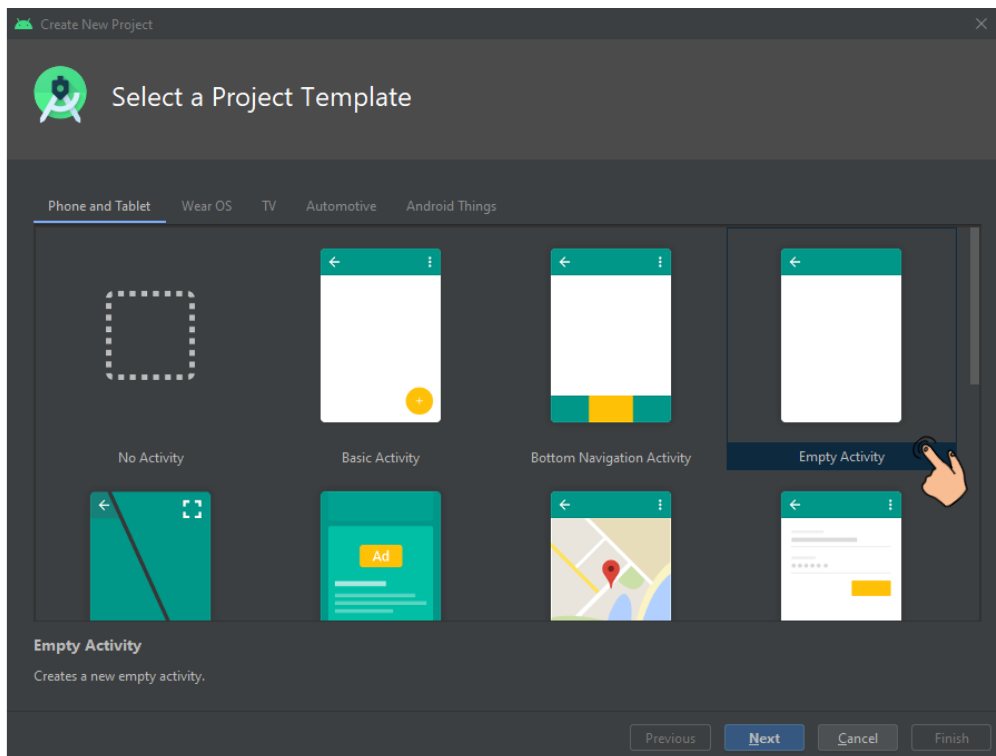 Create New Project
Select a Project Template
Phone and Tablet Wear OS TV Automotive Android Things
No Activity Basic Activity Bottom Navigation Activity Empty Activity
Ad
Empty Activity
Creates a new empty activity.
Previous Next Cancel Finish